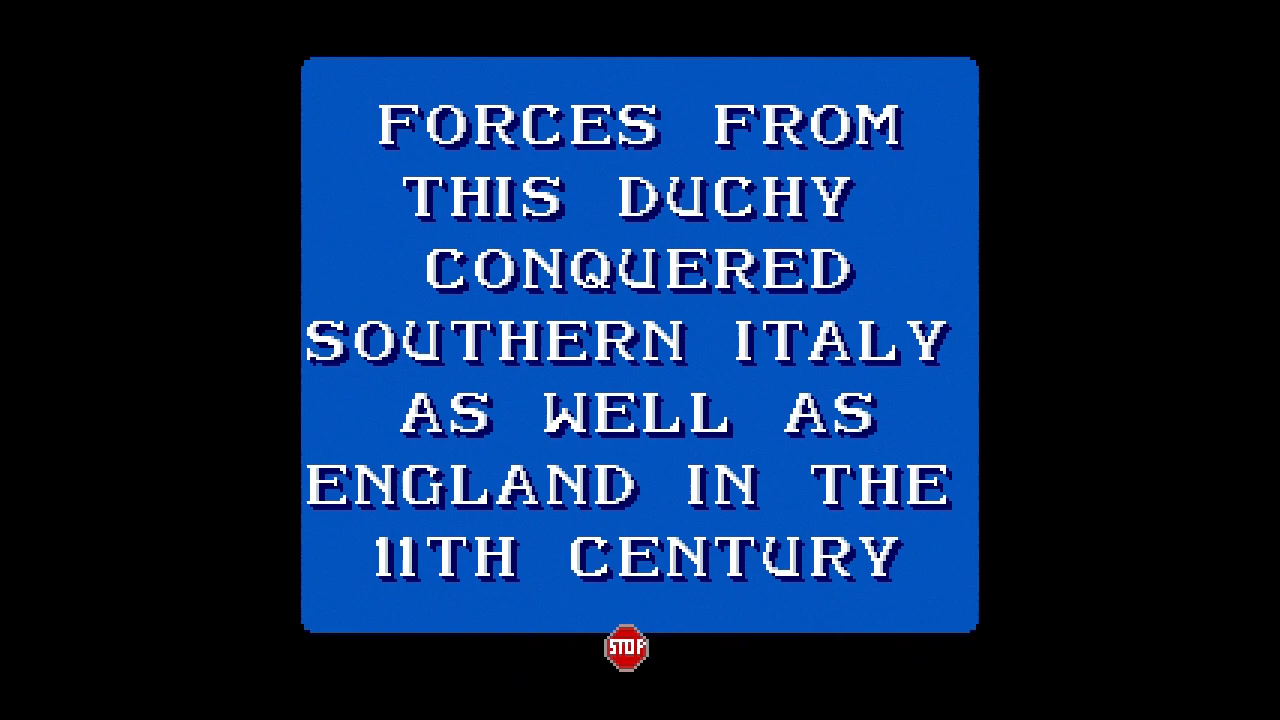 FORCES FROM
THIS DUCHY
CONQUERED
SOUTHERN ITALY
AS WELL AS
ENGLAND IN THE
11TH CENTURY
STOP